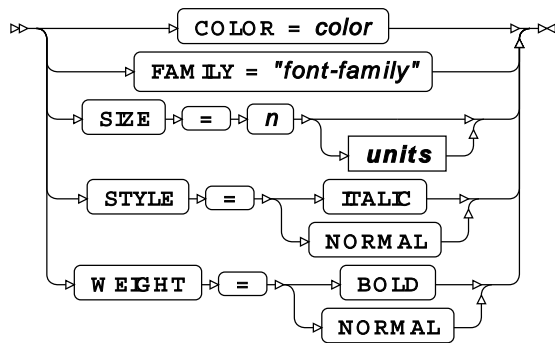 COLOR = color
FAMILY = "font-family"
SIZE = n
units
STYLE = ITALIC
NORMAL
WEIGHT = BOLD
NORMAL